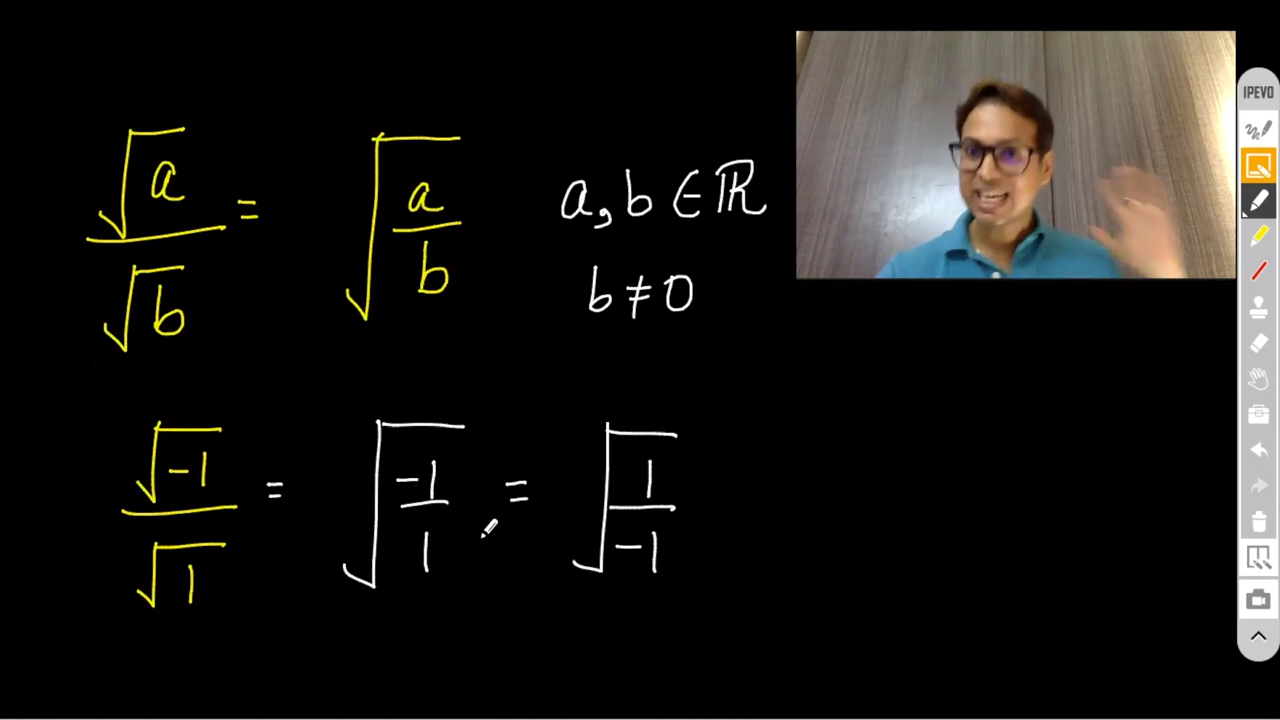 √a/√b = √(a/b) a, b ∈ ℝ
b ≠ 0
√-1/√1 = √(-1/1) = √(1/-1)
IPEVO